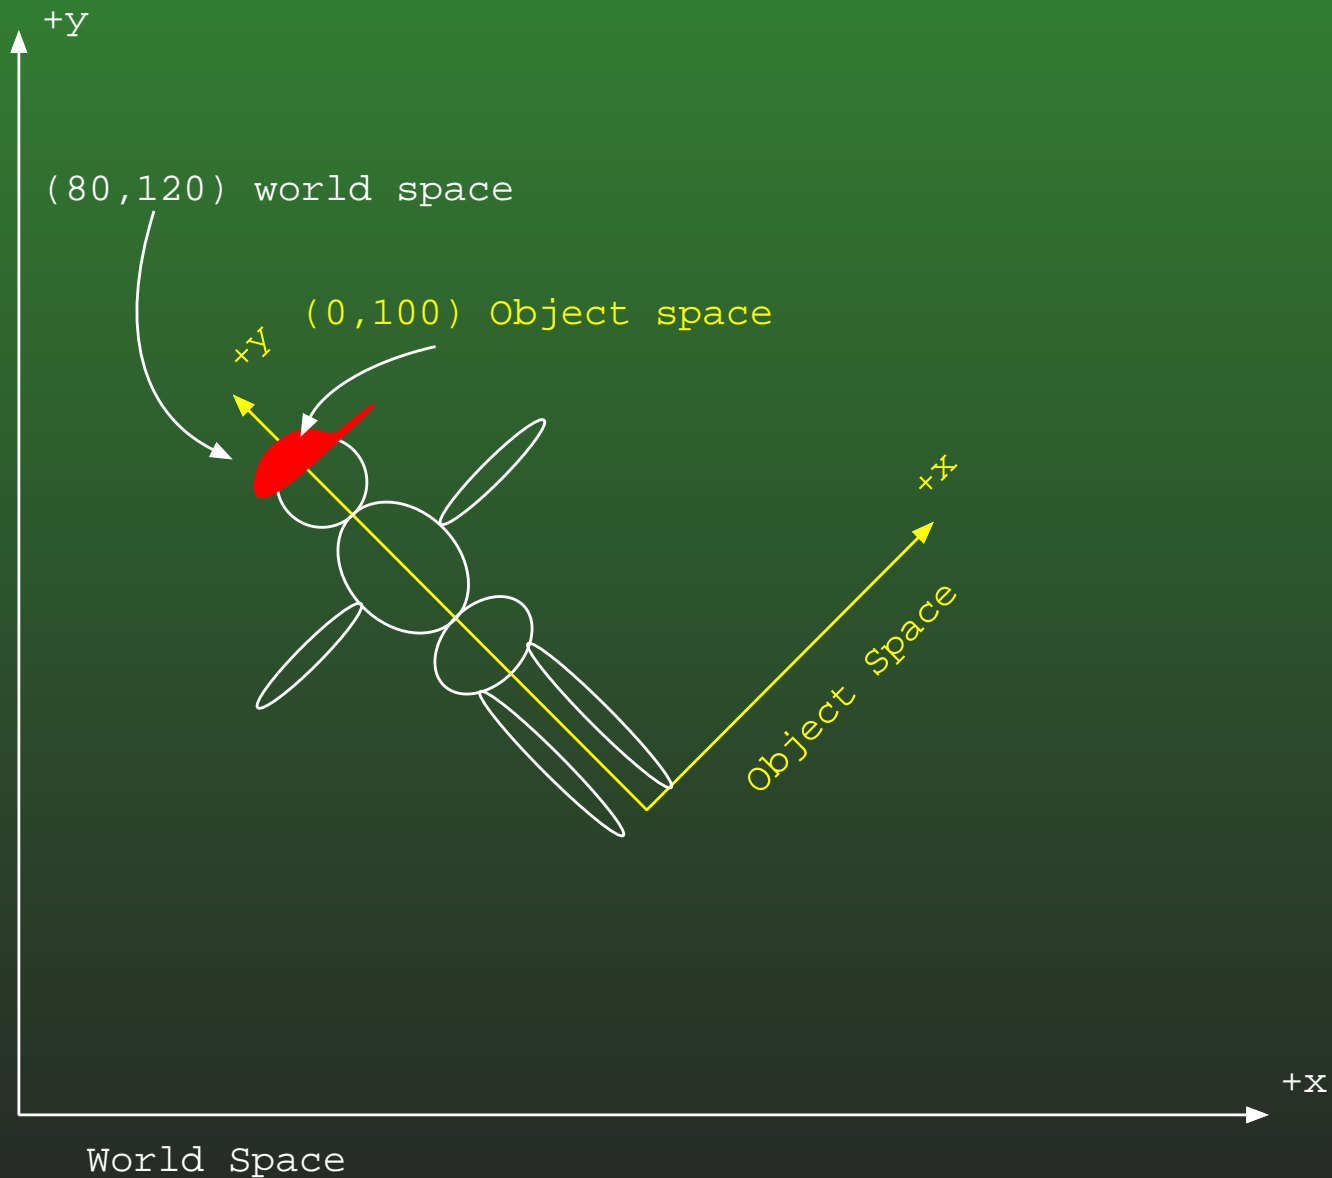 +y
(80,120) world space
(0,100) Object space
+y
+x
Object Space
+x
World Space